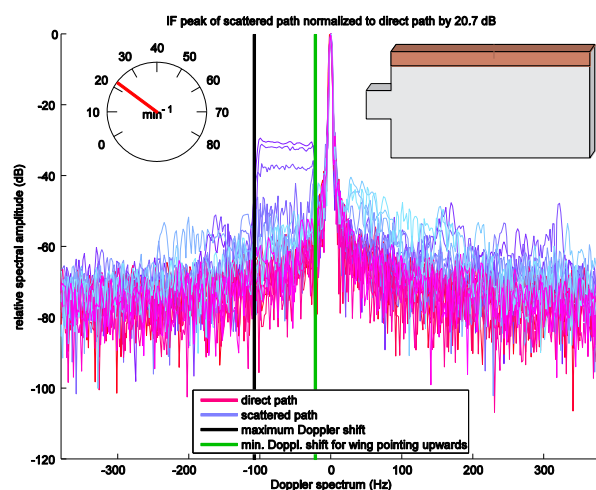 IF peak of scattered path normalized to direct path by 20.7 dB
0
-20
-40
-60
-80
-100
-120
relative spectral amplitude (dB)
0
10
20
30
40
50
60
70
80
min-1
direct path
scattered path
maximum Doppler shift
min. Doppl. shift for wing pointing upwards
-300
-200
-100
0
100
200
300
Doppler spectrum (Hz)